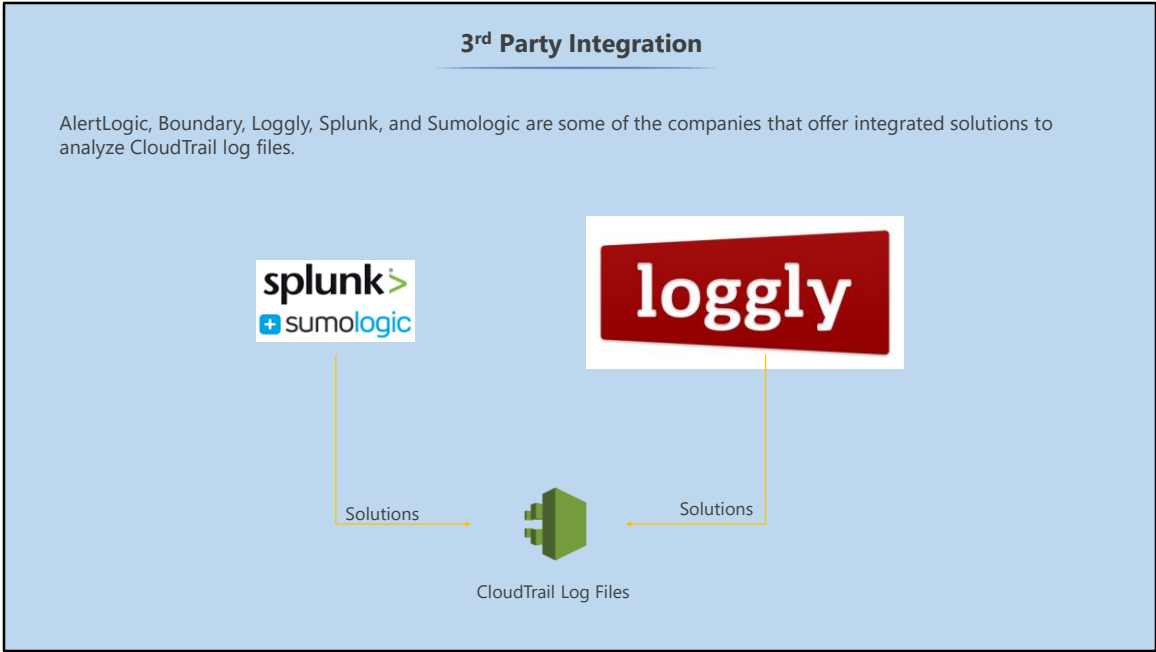 3rd Party Integration
AlertLogic, Boundary, Loggly, Splunk, and Sumologic are some of the companies that offer integrated solutions to
analyze CloudTrail log files.
splunk>
sumologic
loggly
Solutions
Solutions
CloudTrail Log Files